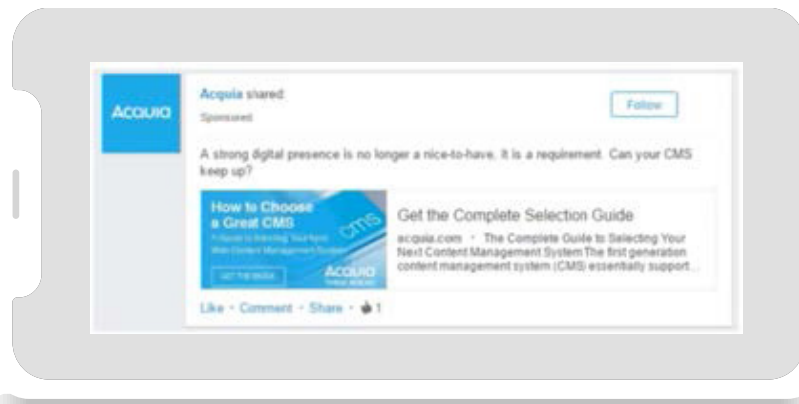 ACQUIA
Acquia shared:
Sponsored
Follow
A strong digital presence is no longer a nice-to-have. It is a requirement. Can your CMS
keep up?
How to Choose
a Great CMS
cms
GET THE GUIDE
ACQUIA
Get the Complete Selection Guide
acquia.com · The Complete Guide to Selecting Your
Next Content Management System The first generation
content management system (CMS) essentially support...
Like · Comment · Share · 1